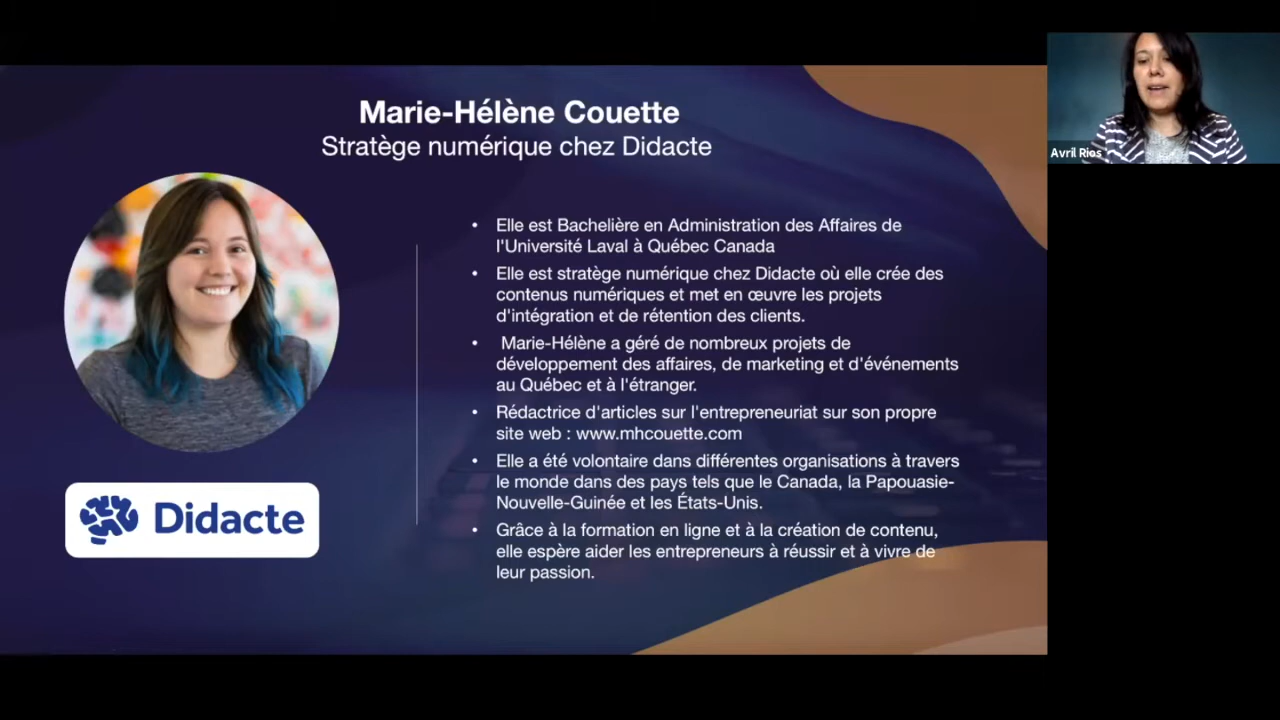 Marie-Hélène Couette
Stratège numérique chez Didacte
Avril Rios
• Elle est Bachelière en Administration des Affaires de
l'Université Laval à Québec Canada
• Elle est stratège numérique chez Didacte où elle crée des
contenus numériques et met en œuvre les projets
d'intégration et de rétention des clients.
• Marie-Hélène a géré de nombreux projets de
développement des affaires, de marketing et d'événements
au Québec et à l'étranger.
• Rédactrice d'articles sur l'entrepreneuriat sur son propre
site web : www.mhcouette.com
• Elle a été volontaire dans différentes organisations à travers
le monde dans des pays tels que le Canada, la Papouasie-
Nouvelle-Guinée et les États-Unis.
• Grâce à la formation en ligne et à la création de contenu,
elle espère aider les entrepreneurs à réussir et à vivre de
leur passion.
Didacte